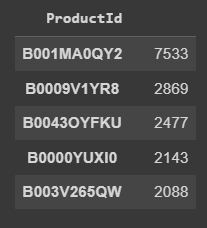 ProductId
B001MA0QY2 7533
B0009V1YR8 2869
B0043OYFKU 2477
B0000YUXI0 2143
B003V265QW 2088